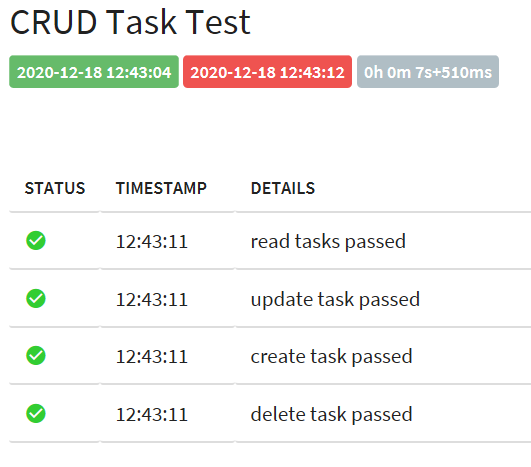 CRUD Task Test
2020-12-18 12:43:04 2020-12-18 12:43:12 0h 0m 7s+510ms
STATUS TIMESTAMP DETAILS
12:43:11 read tasks passed
12:43:11 update task passed
12:43:11 create task passed
12:43:11 delete task passed